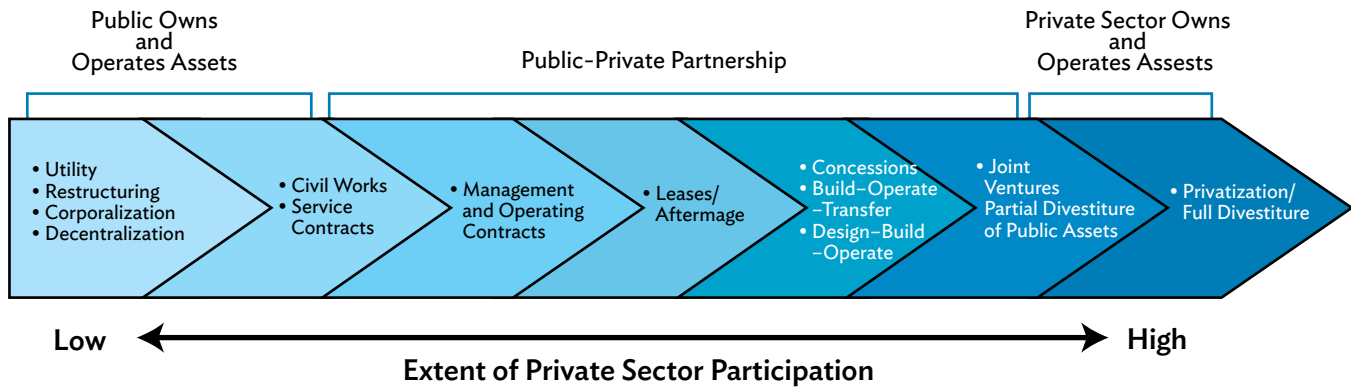 Public Owns
and
Operates Assets
Public-Private Partnership
Private Sector Owns
and
Operates Assests
• Utility
• Restructuring
• Corporalization
• Decentralization
• Civil Works
• Service
Contracts
• Management
and Operating
Contracts
• Leases/
Aftermage
• Concessions
• Build–Operate
–Transfer
• Design–Build
–Operate
• Joint
Ventures
Partial Divestiture
of Public Assets
• Privatization/
Full Divestiture
Low
High
Extent of Private Sector Participation